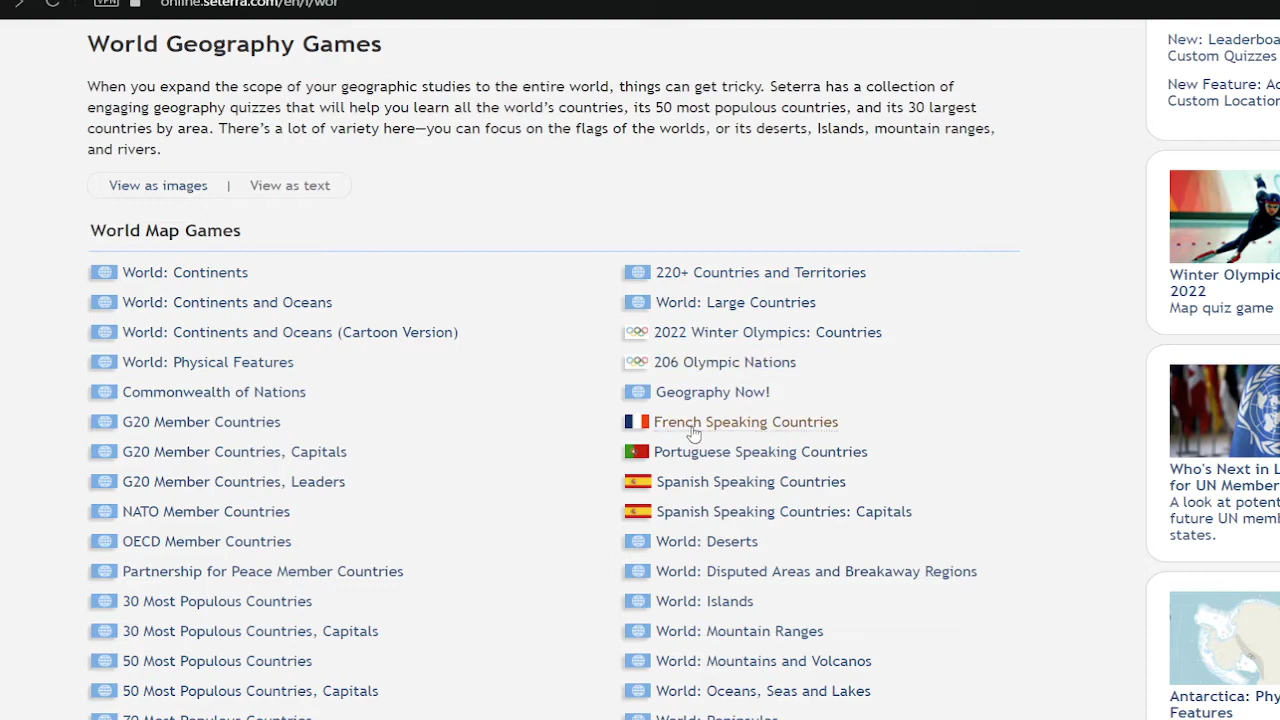 VPN
online.seterra.com/en/l/wor
World Geography Games
When you expand the scope of your geographic studies to the entire world, things can get tricky. Seterra has a collection of
engaging geography quizzes that will help you learn all the world's countries, its 50 most populous countries, and its 30 largest
countries by area. There's a lot of variety here—you can focus on the flags of the worlds, or its deserts, Islands, mountain ranges,
and rivers.
View as images | View as text
World Map Games
World: Continents
World: Continents and Oceans
World: Continents and Oceans (Cartoon Version)
World: Physical Features
Commonwealth of Nations
G20 Member Countries
G20 Member Countries, Capitals
G20 Member Countries, Leaders
NATO Member Countries
OECD Member Countries
Partnership for Peace Member Countries
30 Most Populous Countries
30 Most Populous Countries, Capitals
50 Most Populous Countries
50 Most Populous Countries, Capitals
70 Most Populous Countries
220+ Countries and Territories
World: Large Countries
2022 Winter Olympics: Countries
206 Olympic Nations
Geography Now!
French Speaking Countries
Portuguese Speaking Countries
Spanish Speaking Countries
Spanish Speaking Countries: Capitals
World: Deserts
World: Disputed Areas and Breakaway Regions
World: Islands
World: Mountain Ranges
World: Mountains and Volcanos
World: Oceans, Seas and Lakes
World: Peninsulas
New: Leaderboa
Custom Quizzes
New Feature: Ad
Custom Location
Winter Olympic
2022
Map quiz game
Who's Next in L
for UN Member
A look at potent
future UN memb
states.
Antarctica: Phy
Features